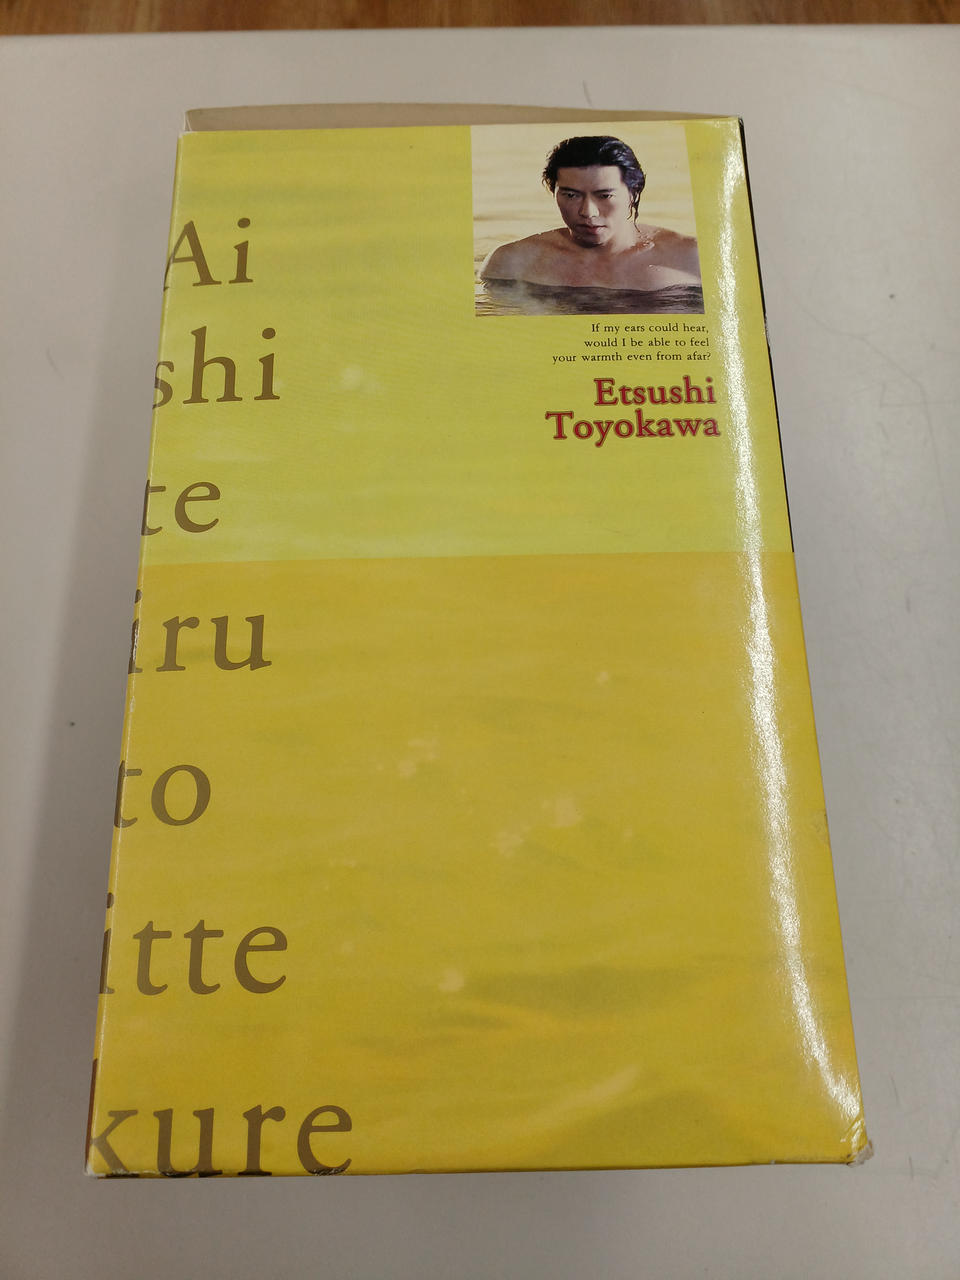 Ai
shi
te
iru
to
itte
kure
If my ears could hear,
would I be able to feel
your warmth even from afar?
Etsushi
Toyokawa